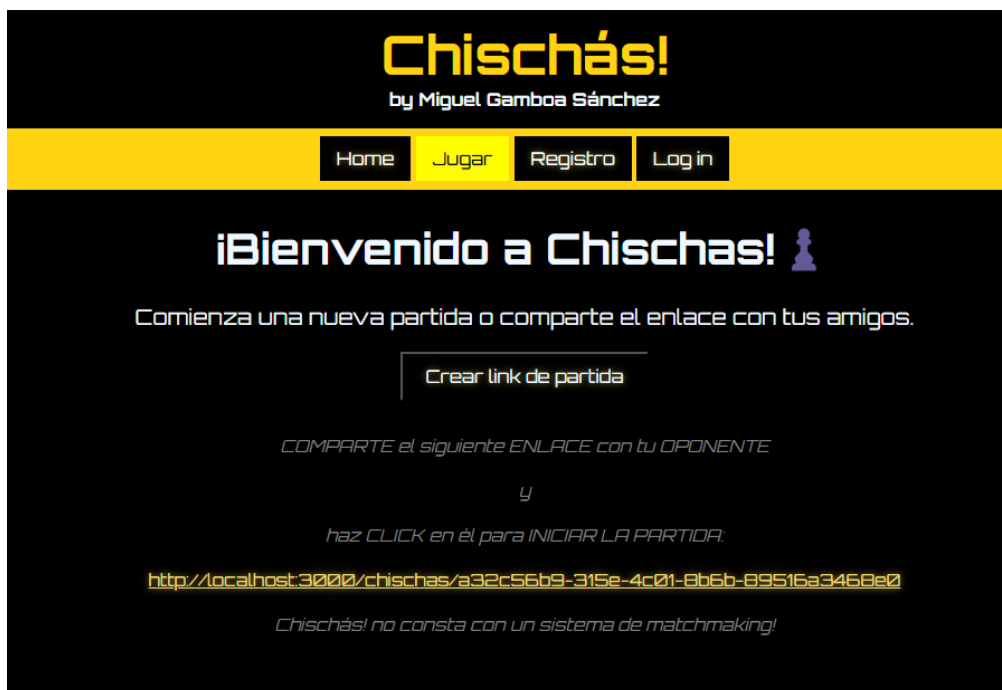 Chischás!
by Miguel Gamboa Sánchez
Home Jugar Registro Log in
¡Bienvenido a Chischas!
Comienza una nueva partida o comparte el enlace con tus amigos.
Crear link de partida
COMPARTE el siguiente ENLACE con tu OPONENTE
y
haz CLICK en él para INICIAR LA PARTIDA:
http://localhost:3000/chischas/a32c56b9-315e-4c01-8b6b-89516a3468e0
Chischás! no consta con un sistema de matchmaking!